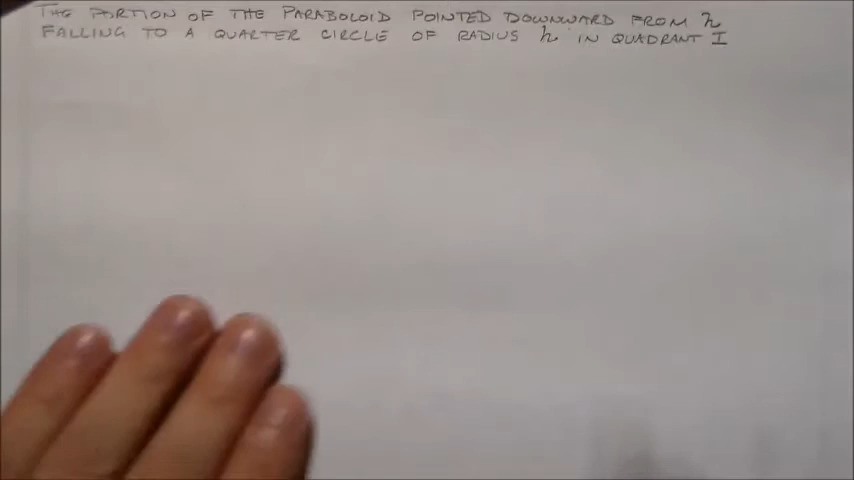 THE PORTION OF THE PARABOLOID POINTED DOWNWARD FROM h
FALLING TO A QUARTER CIRCLE OF RADIUS h IN QUADRANT I